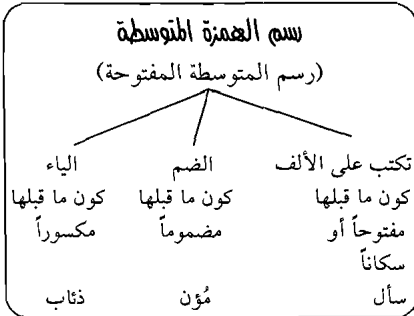 رسم الهمزة المتوسطة
(رسم المتوسطة المفتوحة)
تكتب على الألف الضم الياء
كون ما قبلها كون ما قبلها كون ما قبلها
مفتوحاً أو مضموماً مكسوراً
سكاناً
سأل مُؤن ذئاب